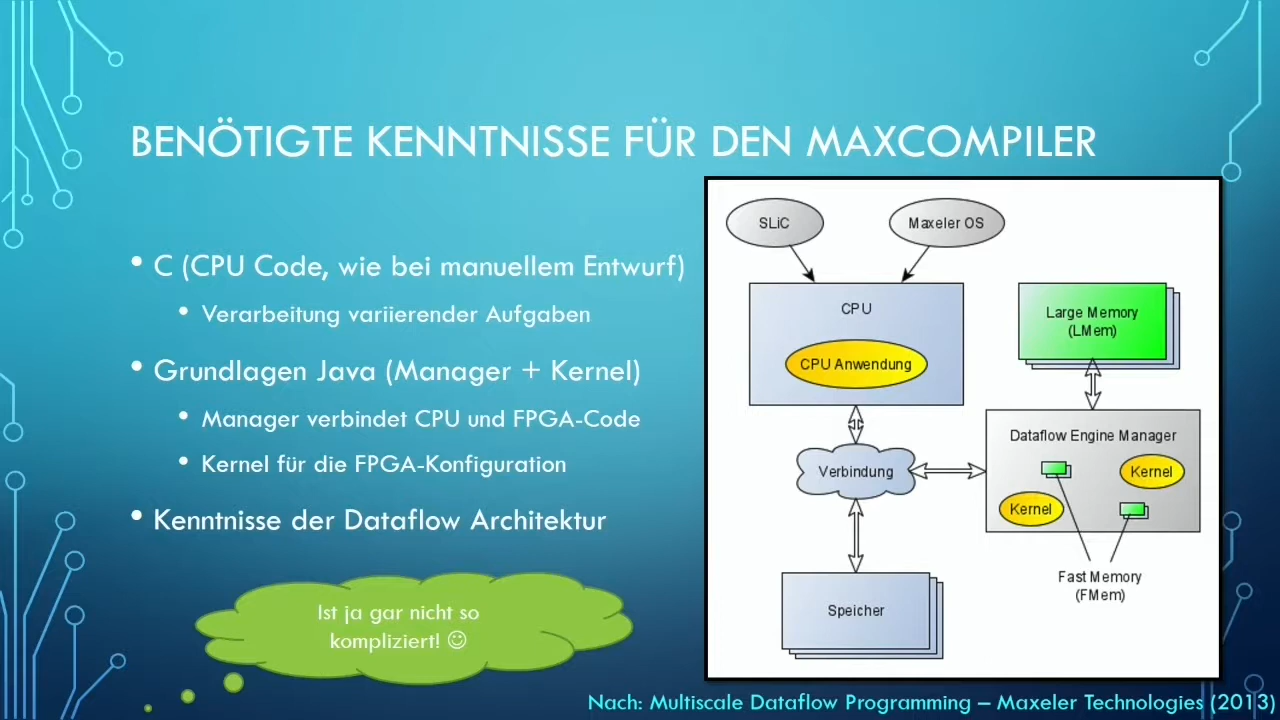 BENÖTIGTE KENNTNISSE FÜR DEN MAXCOMPILER
• C (CPU Code, wie bei manuellem Entwurf)
• Verarbeitung variierender Aufgaben
• Grundlagen Java (Manager + Kernel)
• Manager verbindet CPU und FPGA-Code
• Kernel für die FPGA-Konfiguration
• Kenntnisse der Dataflow Architektur
Ist ja gar nicht so
kompliziert! ☺
SLiC
Maxeler OS
CPU
CPU Anwendung
Large Memory
(LMem)
Verbindung
Dataflow Engine Manager
Kernel
Kernel
Fast Memory
(FMem)
Speicher
Nach: Multiscale Dataflow Programming – Maxeler Technologies (2013)